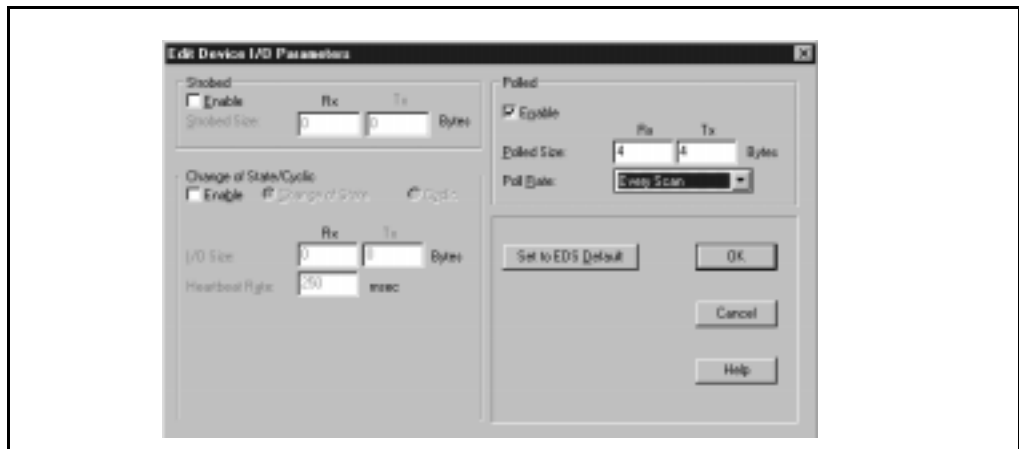 Edit Device I/O Parameters
Strobed
Enable
Rx Tx
Strobed Size: 0 0 Bytes
Change of State/Cyclic
Enable Change of State Cyclic
Rx Tx
I/O Size: 0 0 Bytes
Heartbeat Rate: 250 msec
Polled
Enable
Rx Tx
Polled Size: 4 4 Bytes
Poll Rate: Every Scan
Set to EDS Default
OK
Cancel
Help